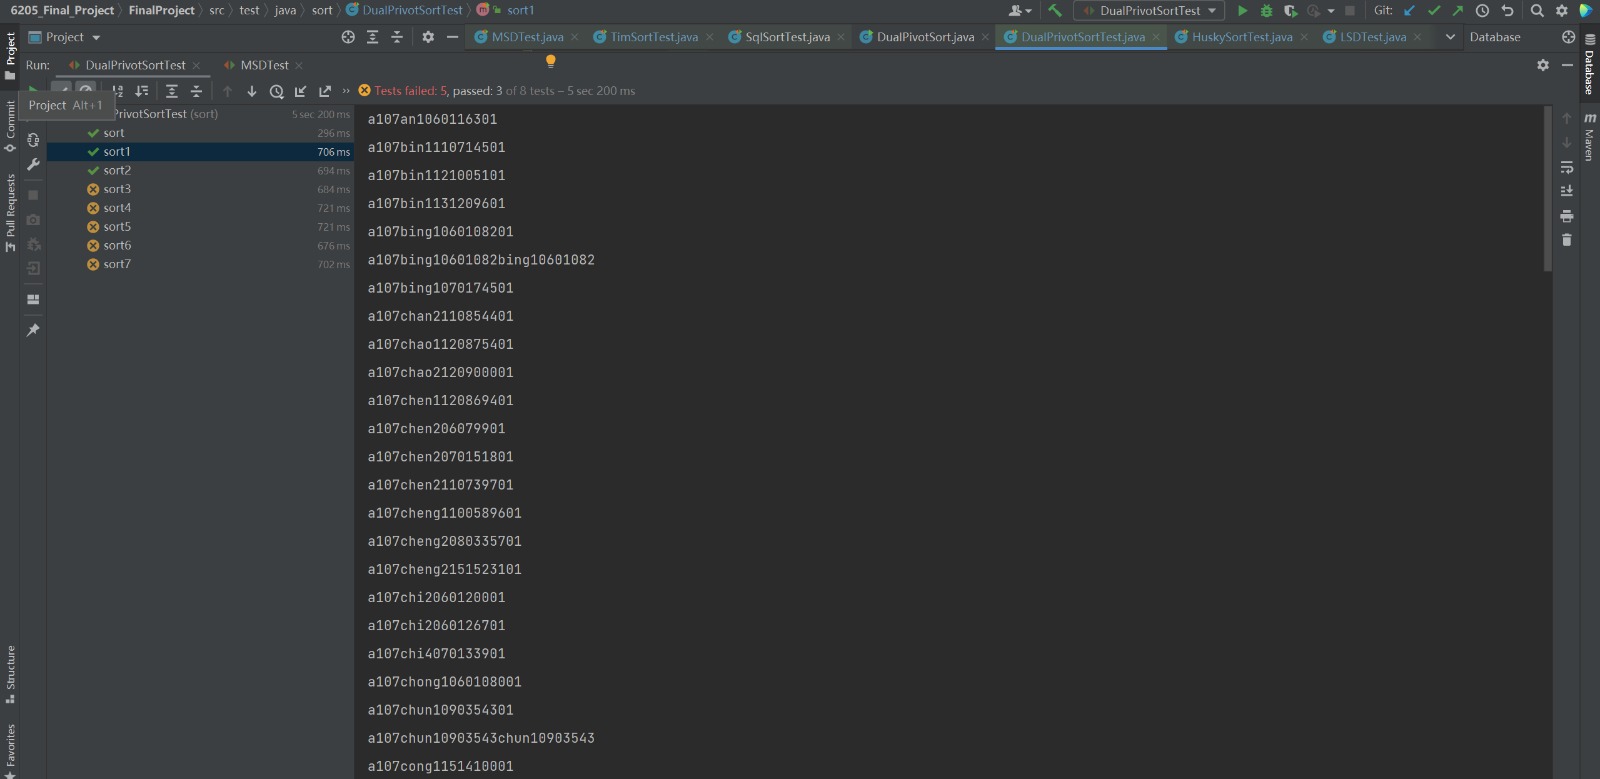 6205_Final_Project FinalProject src test java sort DualPrivotSortTest sort1 DualPrivotSortTest Git:
Project MSDTest.java TimSortTest.java SqlSortTest.java DualPivotSort.java DualPrivotSortTest.java HuskySortTest.java LSDTest.java Database
Run: DualPrivotSortTest MSDTest
Tests failed: 5, passed: 3 of 8 tests – 5 sec 200 ms
Project Alt+1
PrivotSortTest (sort) 5 sec 200 ms
sort 296 ms
sort1 706 ms
sort2 694 ms
sort3 684 ms
sort4 721 ms
sort5 721 ms
sort6 676 ms
sort7 702 ms
a107an1060116301
a107bin1110714501
a107bin1121005101
a107bin1131209601
a107bing1060108201
a107bing10601082bing10601082
a107bing1070174501
a107chan2110854401
a107chao1120875401
a107chao2120900001
a107chen1120869401
a107chen206079901
a107chen2070151801
a107chen2110739701
a107cheng1100589601
a107cheng2080335701
a107cheng2151523101
a107chi2060120001
a107chi2060126701
a107chi4070133901
a107chong1060108001
a107chun1090354301
a107chun10903543chun10903543
a107cong1151410001
Project
Commit
Pull Requests
Structure
Favorites
Database
Maven